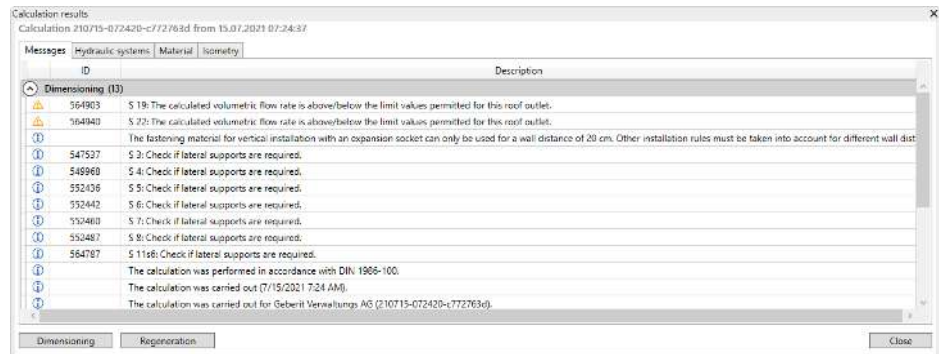 Calculation results
Calculation 210715-072420-c772763d from 15.07.2021 07:24:37
Messages Hydraulic systems Material Isometry
ID Description
Dimensioning (13)
564903 S 19: The calculated volumetric flow rate is above/below the limit values permitted for this roof outlet.
564940 S 22: The calculated volumetric flow rate is above/below the limit values permitted for this roof outlet.
The fastening material for vertical installation with an expansion socket can only be used for a wall distance of 20 cm. Other installation rules must be taken into account for different wall dist
547537 S 3: Check if lateral supports are required.
549968 S 4: Check if lateral supports are required.
552436 S 5: Check if lateral supports are required.
552442 S 6: Check if lateral supports are required.
552460 S 7: Check if lateral supports are required.
552487 S 8: Check if lateral supports are required.
564787 S 11s6: Check if lateral supports are required.
The calculation was performed in accordance with DIN 1986-100.
The calculation was carried out (7/15/2021 7:24 AM).
The calculation was carried out for Geberit Verwaltungs AG (210715-072420-c772763d).
Dimensioning Regeneration Close